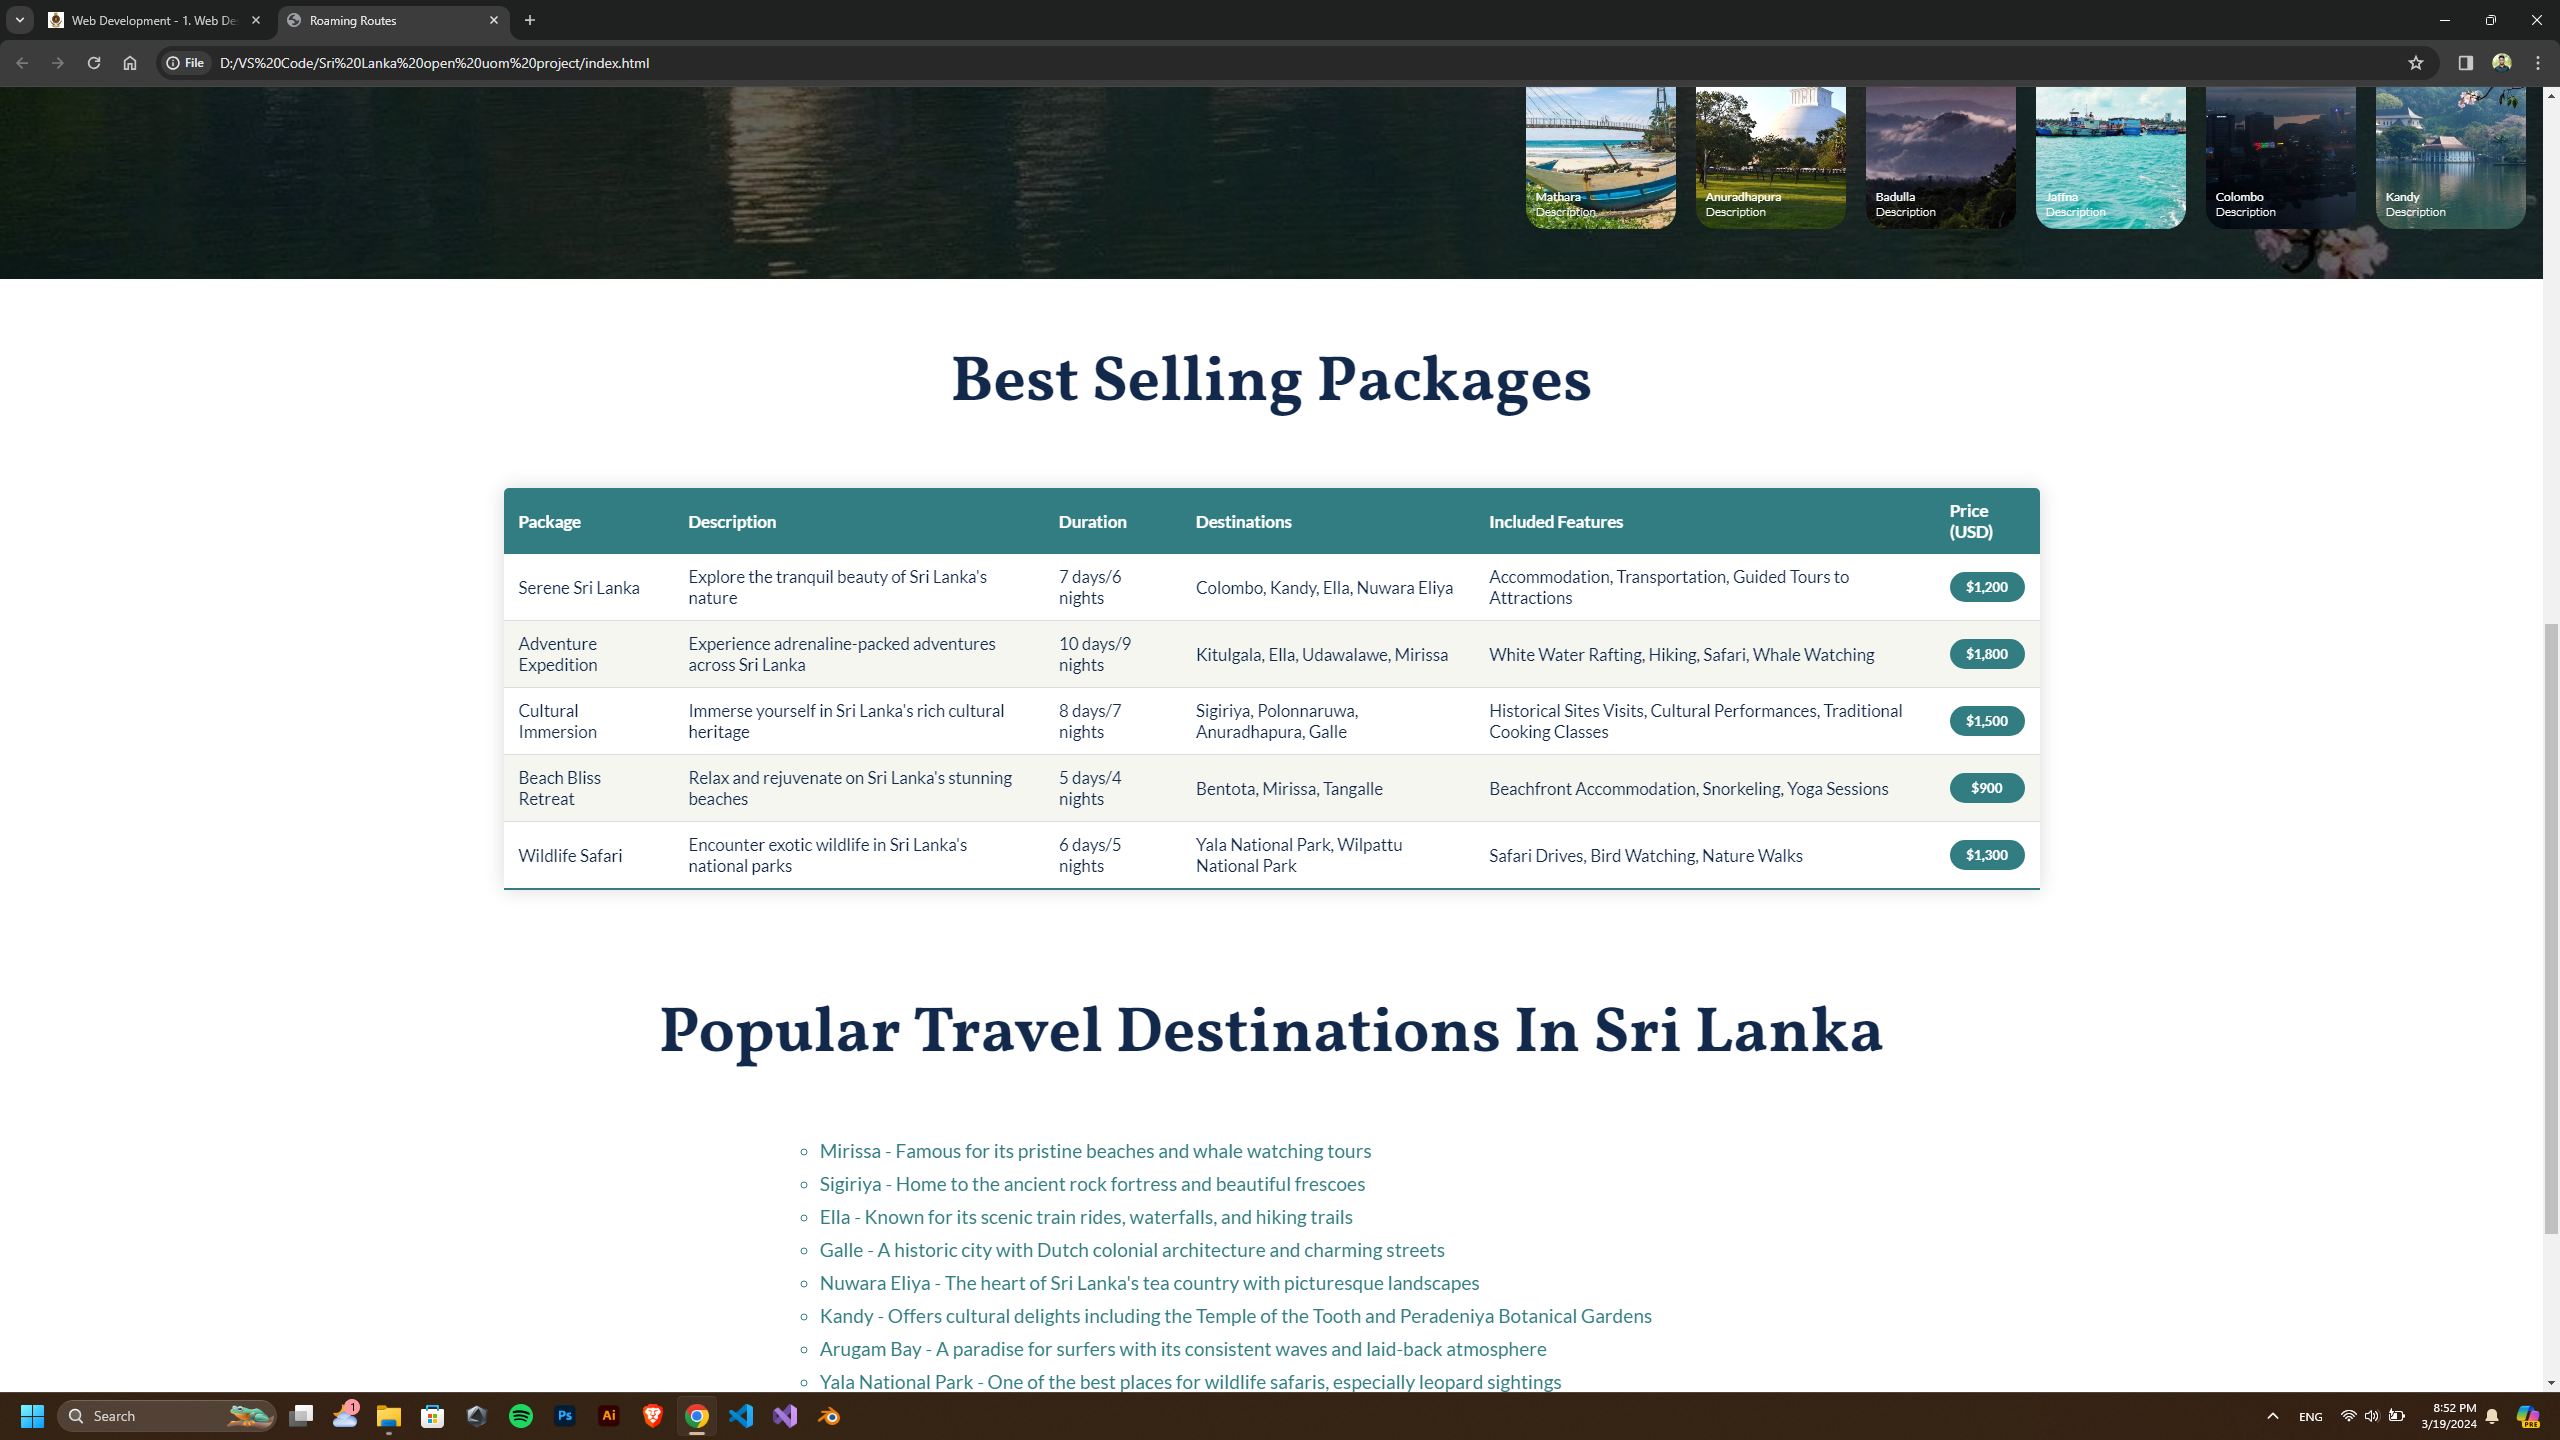 Web Development - 1. Web De
Roaming Routes
File
D:/VS%20Code/Sri%20Lanka%20open%20uom%20project/index.html
Mathara
Description
Anuradhapura
Description
Badulla
Description
Jaffna
Description
Colombo
Description
Kandy
Description
Best Selling Packages
Package
Description
Duration
Destinations
Included Features
Price
(USD)
Serene Sri Lanka
Explore the tranquil beauty of Sri Lanka's
nature
7 days/6
nights
Colombo, Kandy, Ella, Nuwara Eliya
Accommodation, Transportation, Guided Tours to
Attractions
$1,200
Adventure
Expedition
Experience adrenaline-packed adventures
across Sri Lanka
10 days/9
nights
Kitulgala, Ella, Udawalawe, Mirissa
White Water Rafting, Hiking, Safari, Whale Watching
$1,800
Cultural
Immersion
Immerse yourself in Sri Lanka's rich cultural
heritage
8 days/7
nights
Sigiriya, Polonnaruwa,
Anuradhapura, Galle
Historical Sites Visits, Cultural Performances, Traditional
Cooking Classes
$1,500
Beach Bliss
Retreat
Relax and rejuvenate on Sri Lanka's stunning
beaches
5 days/4
nights
Bentota, Mirissa, Tangalle
Beachfront Accommodation, Snorkeling, Yoga Sessions
$900
Wildlife Safari
Encounter exotic wildlife in Sri Lanka's
national parks
6 days/5
nights
Yala National Park, Wilpattu
National Park
Safari Drives, Bird Watching, Nature Walks
$1,300
Popular Travel Destinations In Sri Lanka
Mirissa - Famous for its pristine beaches and whale watching tours
Sigiriya - Home to the ancient rock fortress and beautiful frescoes
Ella - Known for its scenic train rides, waterfalls, and hiking trails
Galle - A historic city with Dutch colonial architecture and charming streets
Nuwara Eliya - The heart of Sri Lanka's tea country with picturesque landscapes
Kandy - Offers cultural delights including the Temple of the Tooth and Peradeniya Botanical Gardens
Arugam Bay - A paradise for surfers with its consistent waves and laid-back atmosphere
Yala National Park - One of the best places for wildlife safaris, especially leopard sightings
Search
1
Ps
Ai
ENG
8:52 PM
3/19/2024
PRE